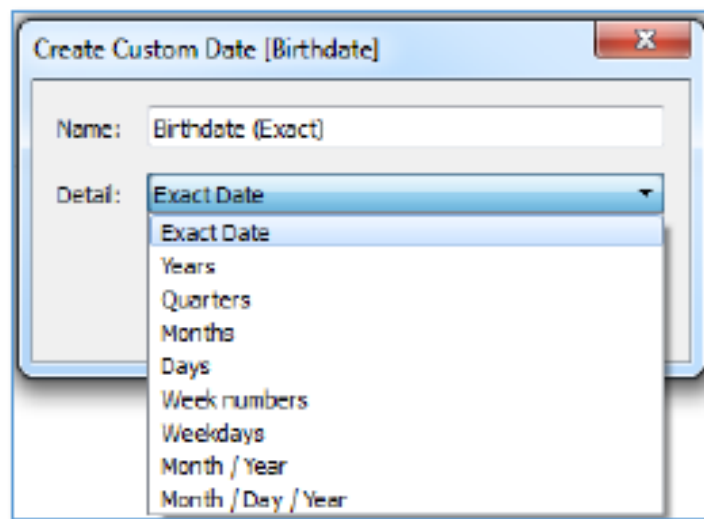 Create Custom Date [Birthdate]
Name: Birthdate (Exact)
Detail: Exact Date
Exact Date
Years
Quarters
Months
Days
Week numbers
Weekdays
Month / Year
Month / Day / Year